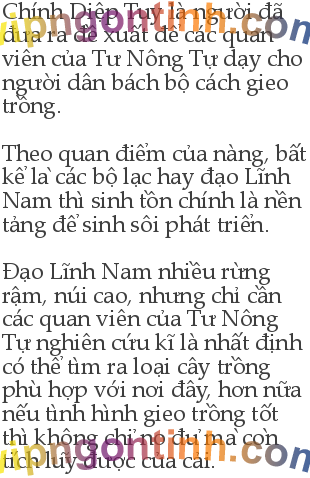 Chính Diệp Tuy là người đã
đưa ra đề xuất để các quan
viên của Tư Nông Tự dạy cho
người dân bách bộ cách gieo
trồng.
Theo quan điểm của nàng, bất
kể là các bộ lạc hay đạo Lĩnh
Nam thì sinh tồn chính là nền
tảng để sinh sôi phát triển.
Đạo Lĩnh Nam nhiều rừng
rậm, núi cao, nhưng chỉ cần
các quan viên của Tư Nông
Tự nghiên cứu kĩ là nhất định
có thể tìm ra loại cây trồng
phù hợp với nơi đây, hơn nữa
nếu tình hình gieo trồng tốt
thì không chỉ no đủ mà còn
tích luỹ được của cải.
vipngontinh.com
vipngontinh.com